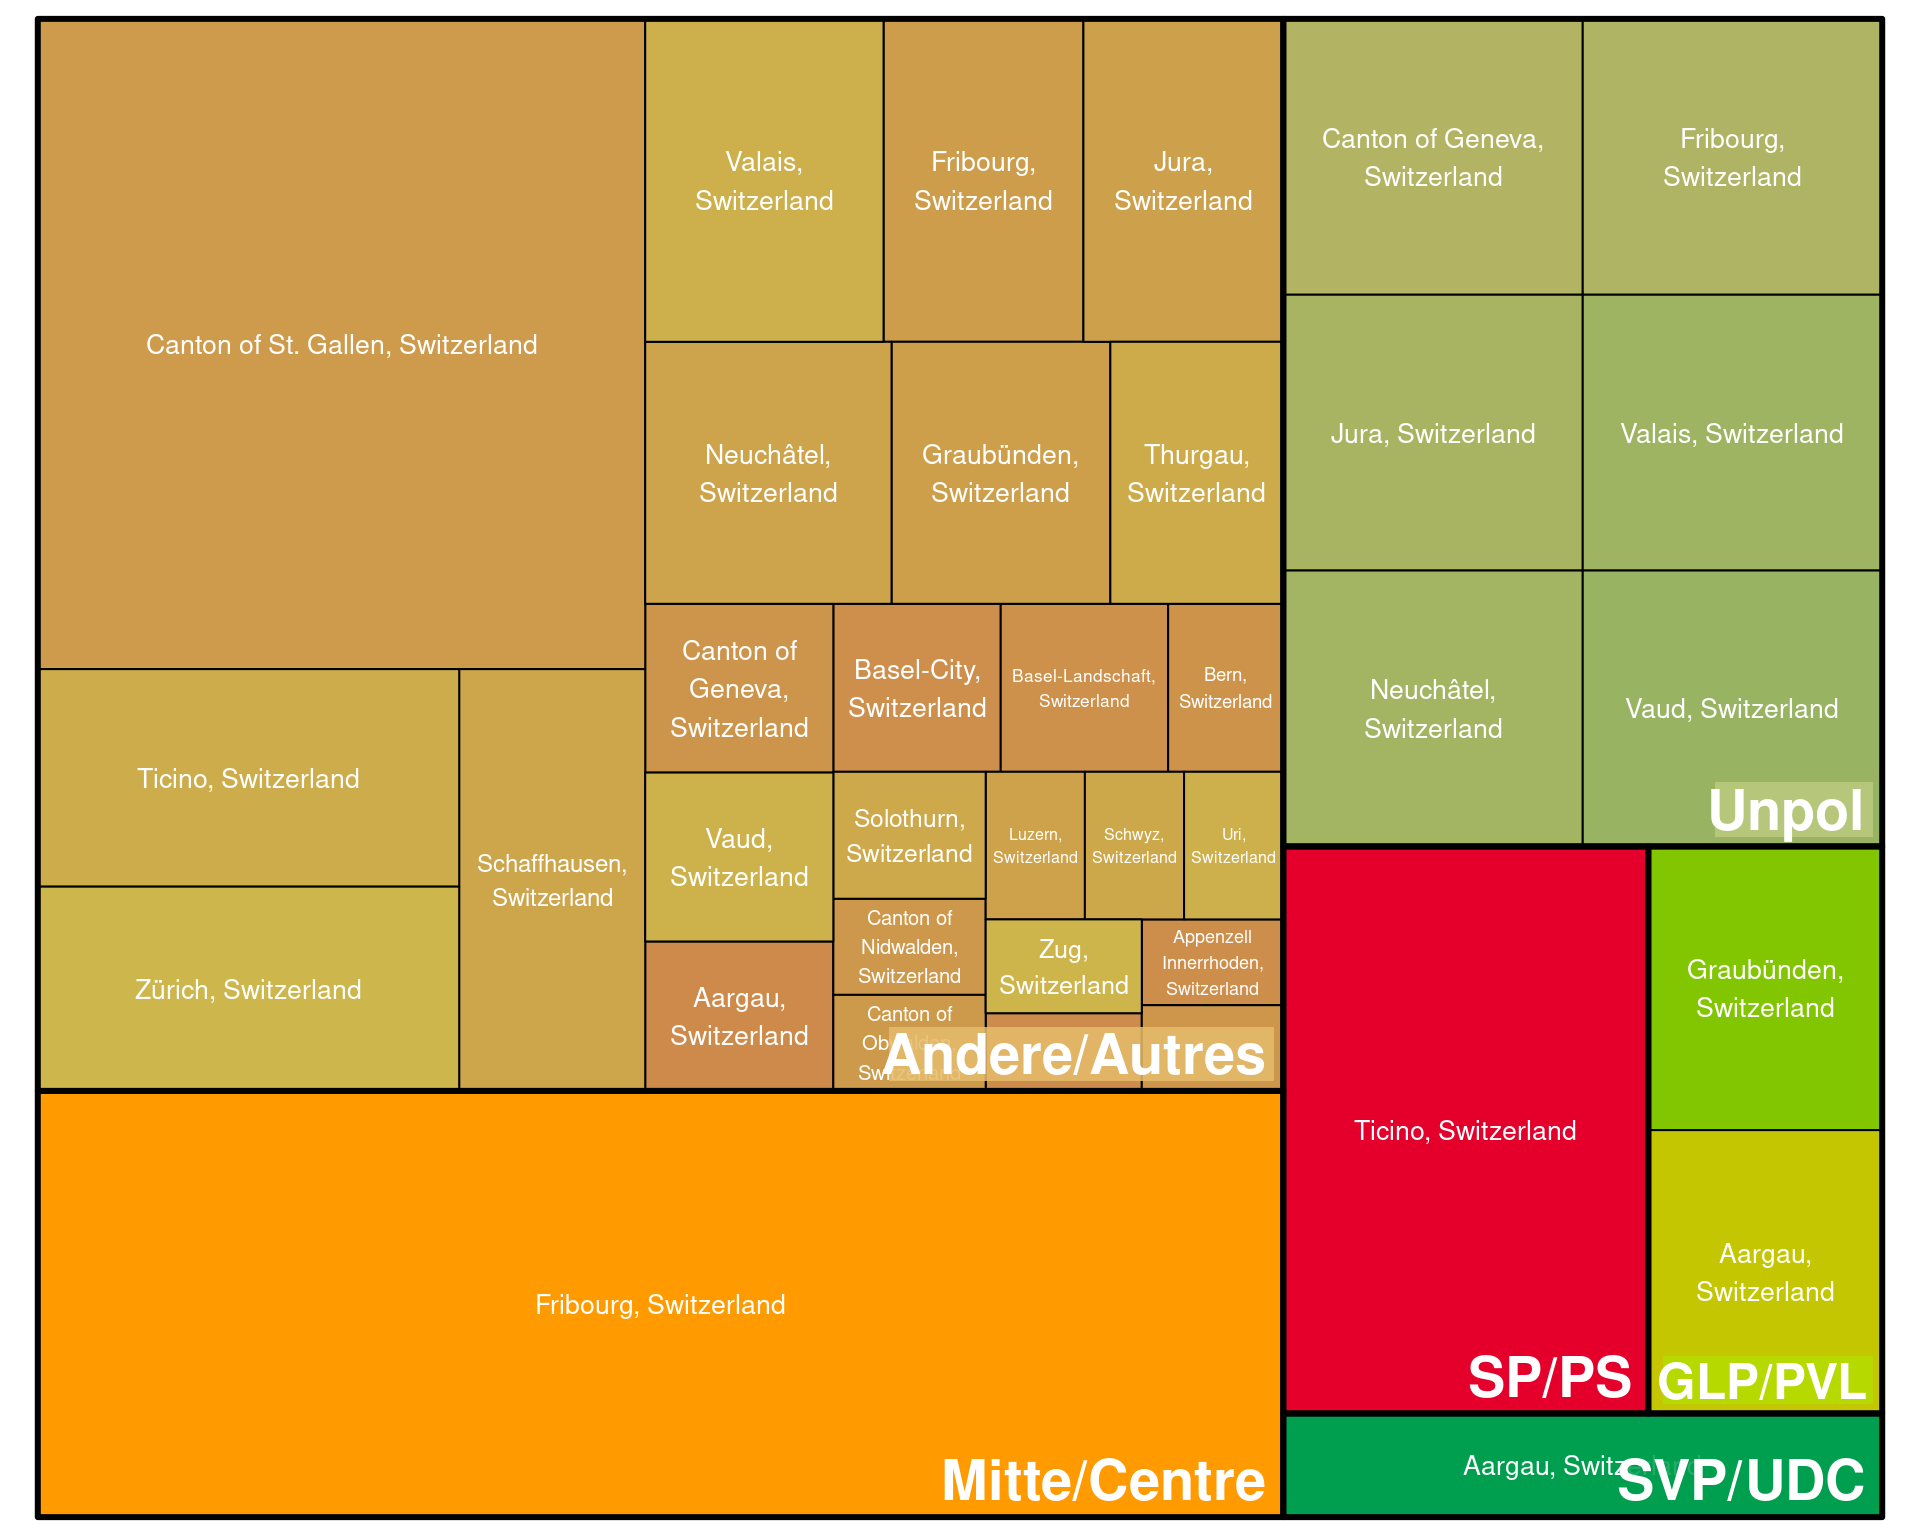 Canton of St. Gallen, Switzerland
Ticino, Switzerland
Zürich, Switzerland
Schaffhausen,
Switzerland
Valais,
Switzerland
Fribourg,
Switzerland
Jura,
Switzerland
Neuchâtel,
Switzerland
Graubünden,
Switzerland
Thurgau,
Switzerland
Canton of
Geneva,
Switzerland
Basel-City,
Switzerland
Basel-Landschaft,
Switzerland
Bern,
Switzerland
Vaud,
Switzerland
Solothurn,
Switzerland
Luzern,
Switzerland
Schwyz,
Switzerland
Uri,
Switzerland
Canton of
Nidwalden,
Switzerland
Zug,
Switzerland
Appenzell
Innerrhoden,
Switzerland
Aargau,
Switzerland
Canton of
Obwalden,
Switzerland
Andere/Autres
Fribourg, Switzerland
Mitte/Centre
Canton of Geneva,
Switzerland
Fribourg,
Switzerland
Jura, Switzerland
Valais, Switzerland
Neuchâtel,
Switzerland
Vaud, Switzerland
Unpol
Ticino, Switzerland
SP/PS
Graubünden,
Switzerland
Aargau,
Switzerland
GLP/PVL
Aargau, Switzerland
SVP/UDC